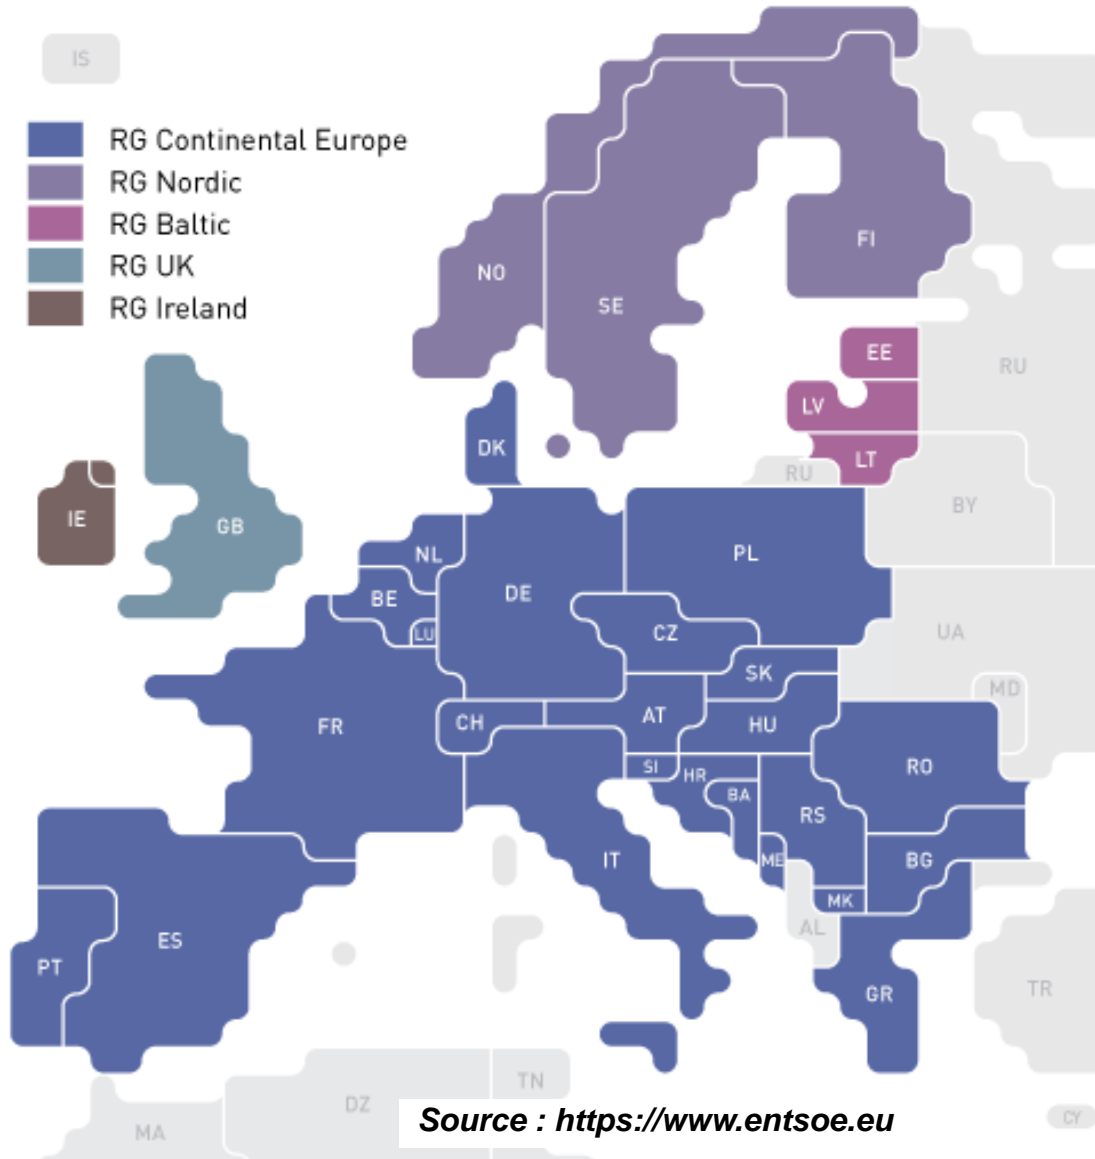 IS
RG Continental Europe
RG Nordic
RG Baltic
RG UK
RG Ireland
FI
NO
SE
EE
RU
LV
DK
LT
RU
BY
IE
GB
NL
PL
DE
BE
LU
CZ
UA
SK
MD
FR
CH
AT
HU
SI
HR
RO
BA
RS
IT
ME
BG
MK
ES
AL
PT
GR
TR
TN
DZ
MA
CY
Source : https://www.entsoe.eu